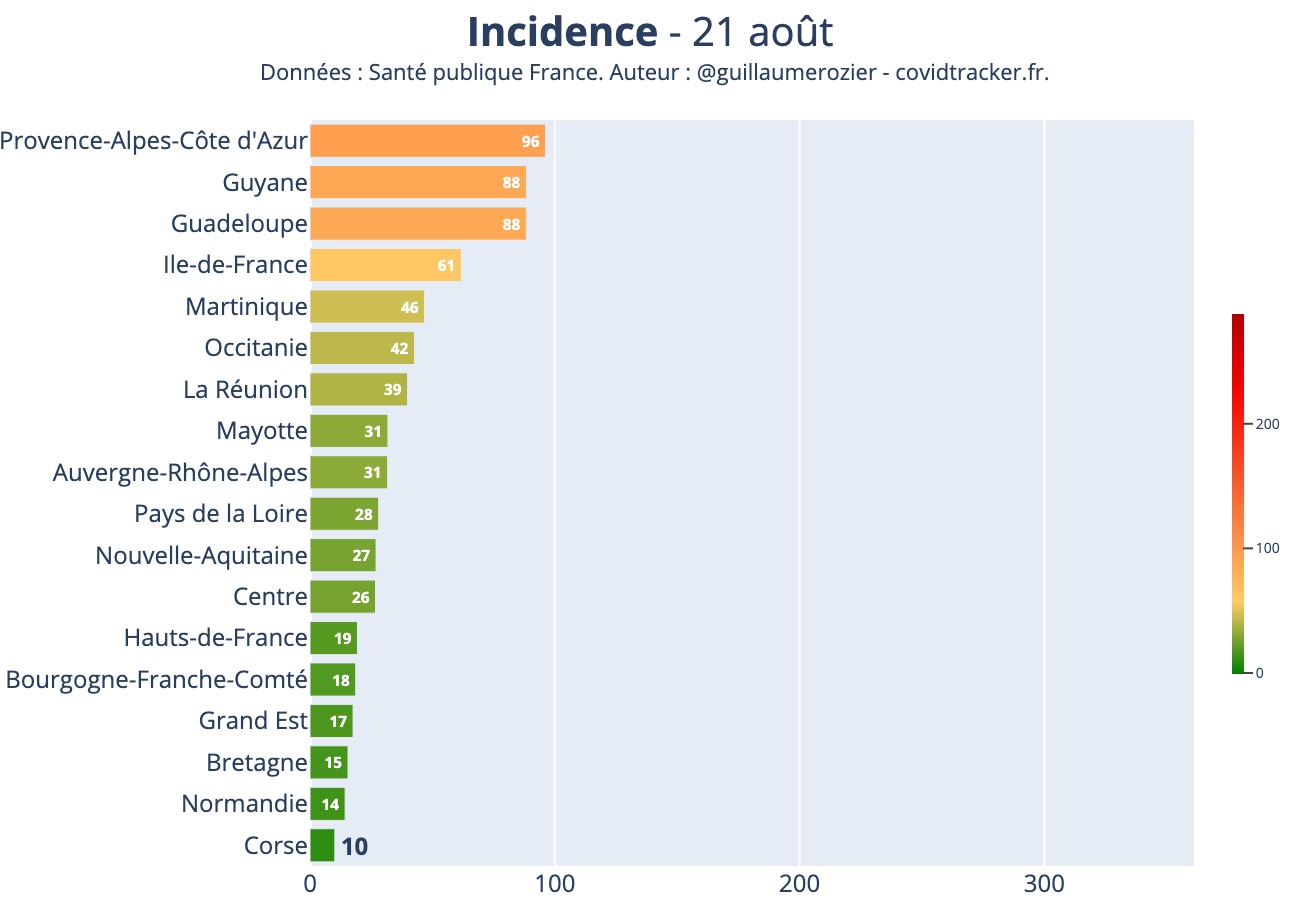 Incidence - 21 août
Données : Santé publique France. Auteur : @guillaumerozier - covidtracker.fr.
Provence-Alpes-Côte d'Azur 96
Guyane 88
Guadeloupe 88
Ile-de-France 61
Martinique 46
Occitanie 42
La Réunion 39
Mayotte 31
Auvergne-Rhône-Alpes 31
Pays de la Loire 28
Nouvelle-Aquitaine 27
Centre 26
Hauts-de-France 19
Bourgogne-Franche-Comté 18
Grand Est 17
Bretagne 15
Normandie 14
Corse 10
0 100 200 300
200
100
0